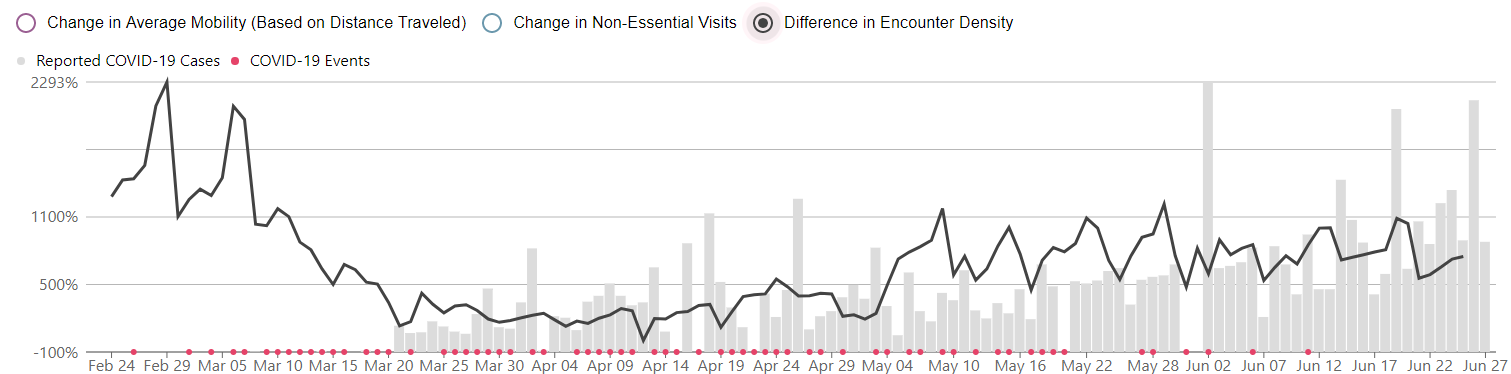 Change in Average Mobility (Based on Distance Traveled) Change in Non-Essential Visits Difference in Encounter Density
Reported COVID-19 Cases COVID-19 Events
2293%
1100%
500%
-100%
Feb 24 Feb 29 Mar 05 Mar 10 Mar 15 Mar 20 Mar 25 Mar 30 Apr 04 Apr 09 Apr 14 Apr 19 Apr 24 Apr 29 May 04 May 10 May 16 May 22 May 28 Jun 02 Jun 07 Jun 12 Jun 17 Jun 22 Jun 27